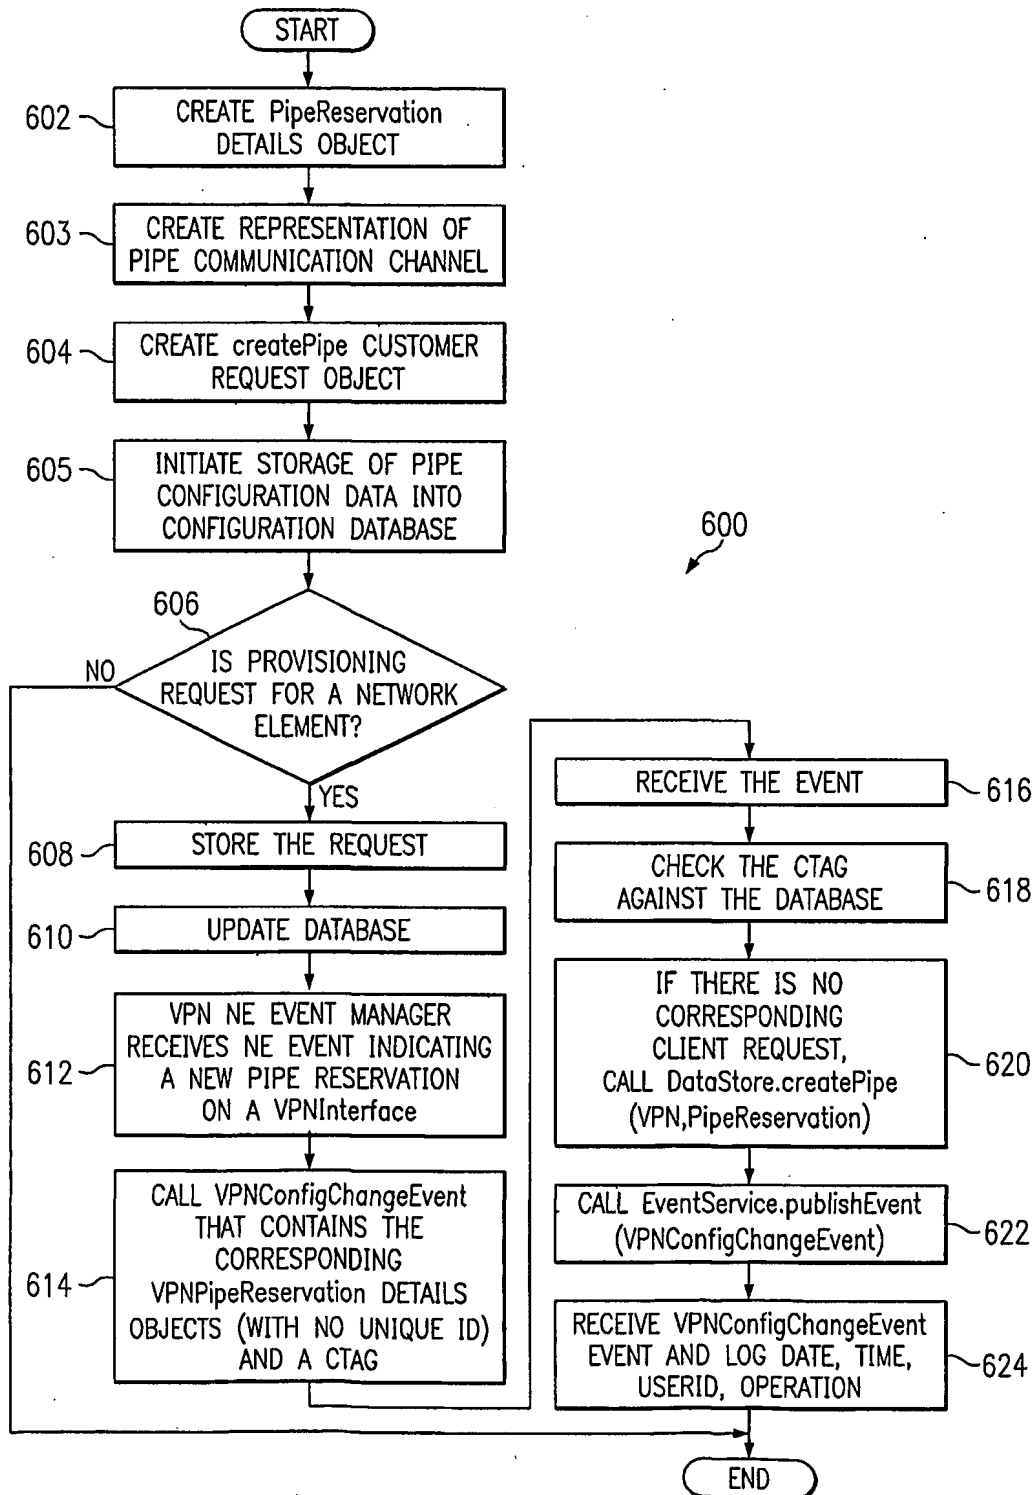 START
602
CREATE PipeReservation
DETAILS OBJECT
603
CREATE REPRESENTATION OF
PIPE COMMUNICATION CHANNEL
604
CREATE createPipe CUSTOMER
REQUEST OBJECT
605
INITIATE STORAGE OF PIPE
CONFIGURATION DATA INTO
CONFIGURATION DATABASE
600
606
NO
IS PROVISIONING
REQUEST FOR A NETWORK
ELEMENT?
YES
608
STORE THE REQUEST
610
UPDATE DATABASE
612
VPN NE EVENT MANAGER
RECEIVES NE EVENT INDICATING
A NEW PIPE RESERVATION
ON A VPNInterface
614
CALL VPNConfigChangeEvent
THAT CONTAINS THE
CORRESPONDING
VPNPipeReservation DETAILS
OBJECTS (WITH NO UNIQUE ID)
AND A CTAG
RECEIVE THE EVENT
616
CHECK THE CTAG
AGAINST THE DATABASE
618
IF THERE IS NO
CORRESPONDING
CLIENT REQUEST,
CALL DataStore.createPipe
(VPN,PipeReservation)
620
CALL EventService.publishEvent
(VPNConfigChangeEvent)
622
RECEIVE VPNConfigChangeEvent
EVENT AND LOG DATE, TIME,
USERID, OPERATION
624
END